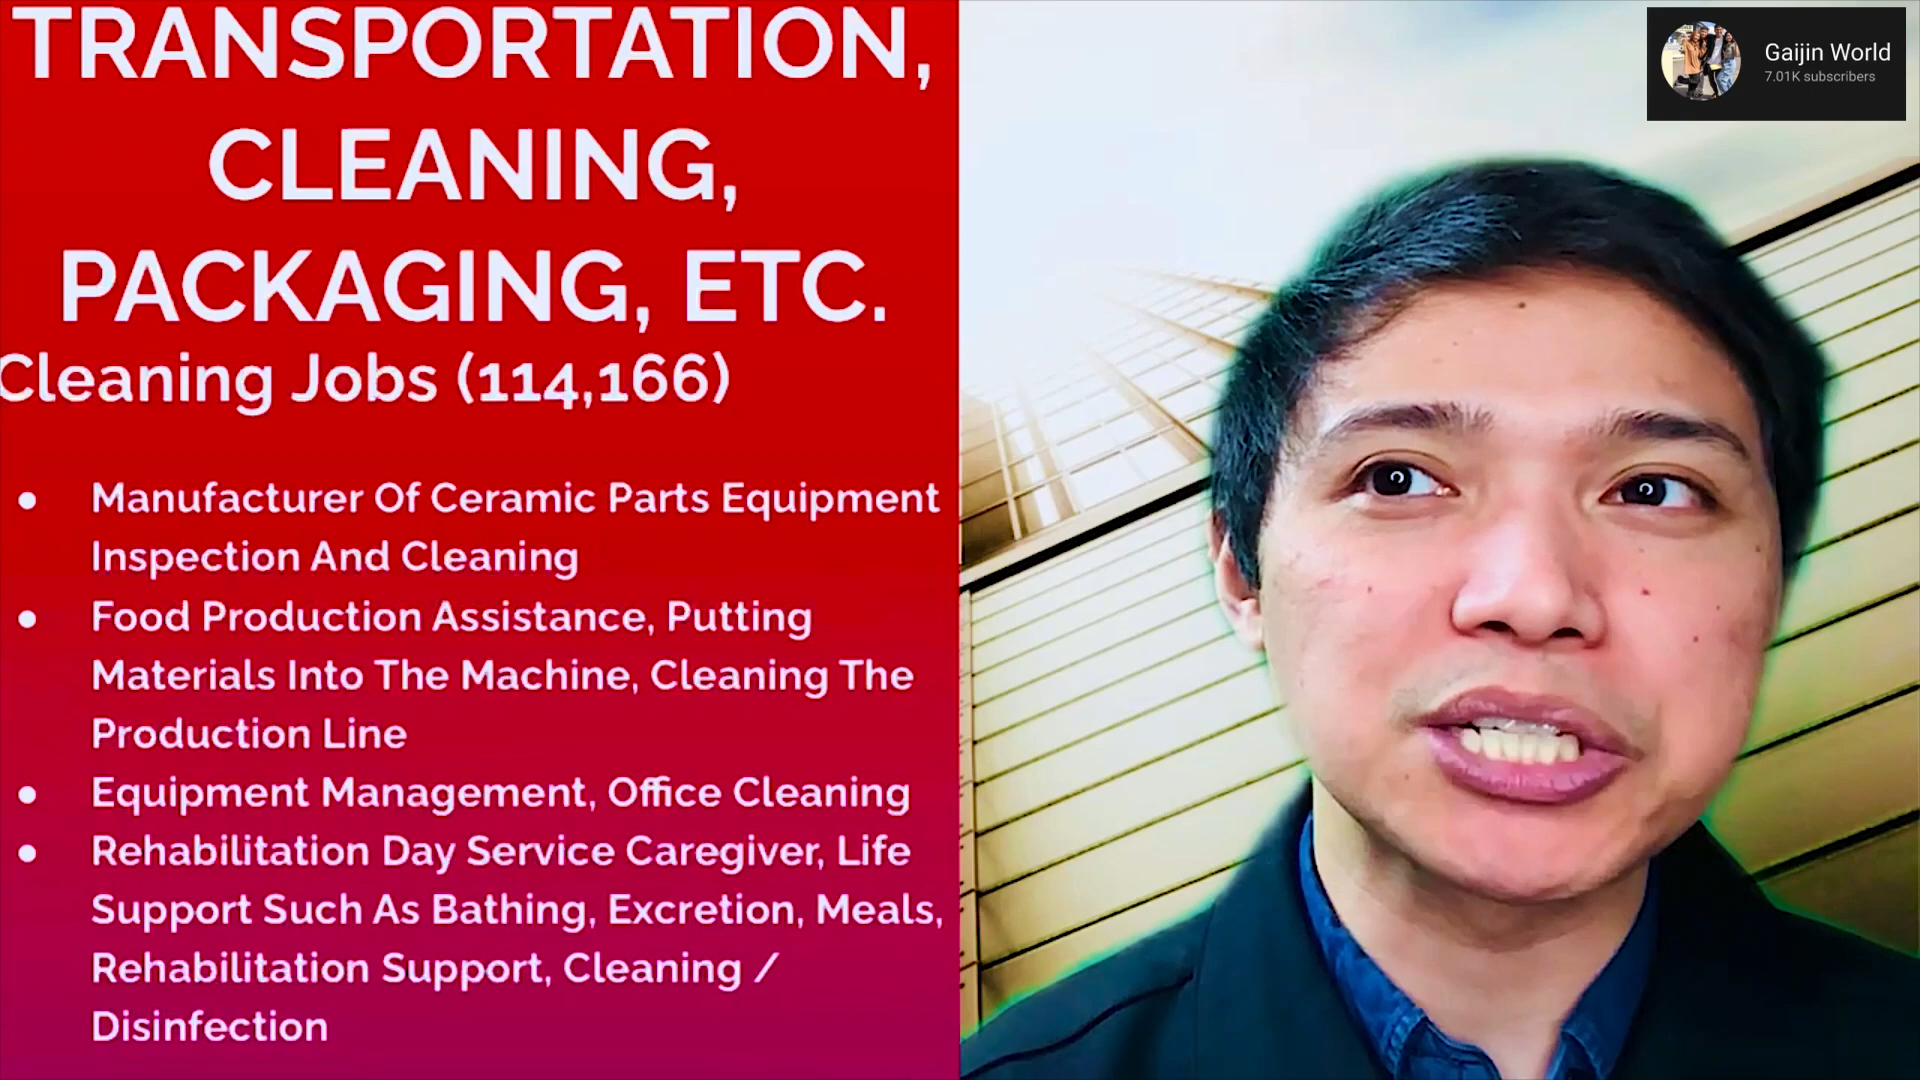 TRANSPORTATION,
CLEANING,
PACKAGING, ETC.
Cleaning Jobs (114,166)
● Manufacturer Of Ceramic Parts Equipment
Inspection And Cleaning
● Food Production Assistance, Putting
Materials Into The Machine, Cleaning The
Production Line
● Equipment Management, Office Cleaning
● Rehabilitation Day Service Caregiver, Life
Support Such As Bathing, Excretion, Meals,
Rehabilitation Support, Cleaning /
Disinfection
Gaijin World
7.01K subscribers